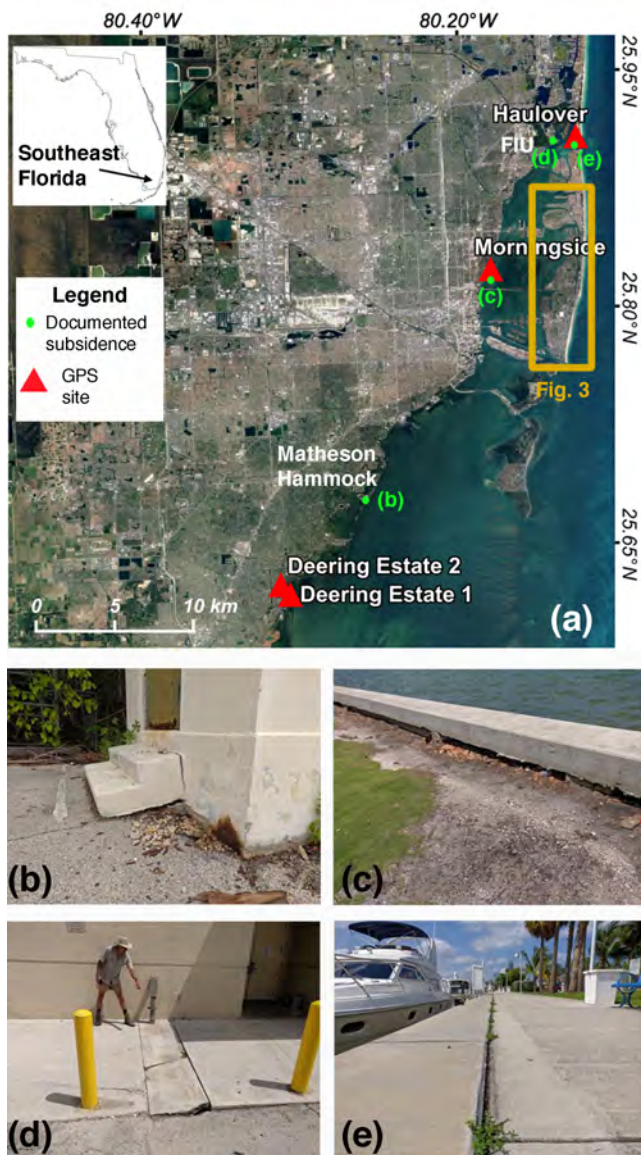 80.40°W
80.20°W
25.95°N
Southeast
Florida
Haulover
FIU
(d)
(e)
Legend
Documented
subsidence
GPS
site
Morningside
(c)
25.80°N
Fig. 3
Matheson
Hammock
(b)
25.65°N
Deering Estate 2
Deering Estate 1
0
5
10 km
(a)
(b)
(c)
(d)
(e)